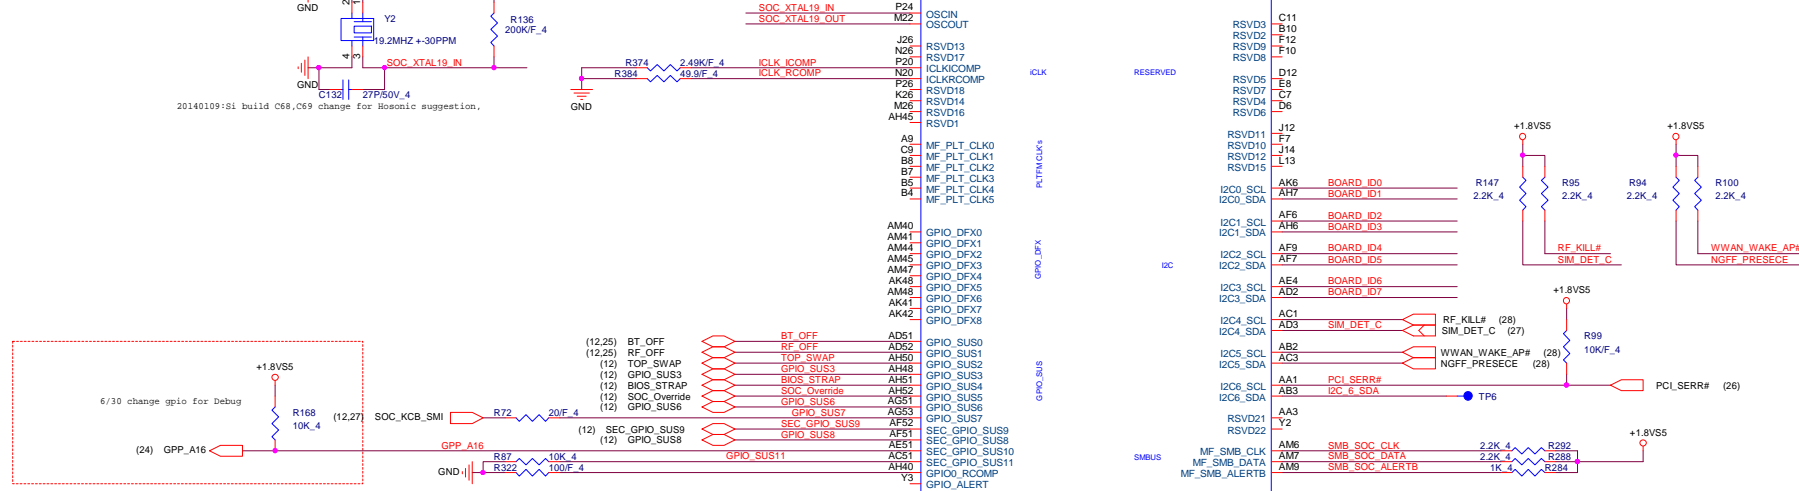 GND
2 1
Y2
19.2MHZ +-30PPM
4 3
SOC_XTAL19_IN
GND
C132 27P/50V_4
20140109:Si build C68,C69 change for Hosonic suggestion,
R136
200K/F_4
SOC_XTAL19_IN
SOC_XTAL19_OUT
R374 2.49K/F_4 ICLK_ICOMP
R384 49.9/F_4 ICLK_RCOMP
GND
P24 OSCIN
M22 OSCOUT
J26 RSVD13
N26 RSVD17
P20 ICLKICOMP
N20 ICLKRCOMP
P26 RSVD18
K26 RSVD14
M26 RSVD16
AH45 RSVD1
A9 MF_PLT_CLK0
C9 MF_PLT_CLK1
B8 MF_PLT_CLK2
B7 MF_PLT_CLK3
B5 MF_PLT_CLK4
B4 MF_PLT_CLK5
AM40 GPIO_DFX0
AM41 GPIO_DFX1
AM44 GPIO_DFX2
AM45 GPIO_DFX3
AM47 GPIO_DFX4
AK48 GPIO_DFX5
AM48 GPIO_DFX6
AK41 GPIO_DFX7
AK42 GPIO_DFX8
(12,25) BT_OFF BT_OFF AD51 GPIO_SUS0
(12,25) RF_OFF RF_OFF AD52 GPIO_SUS1
(12) TOP_SWAP TOP_SWAP AH50 GPIO_SUS2
(12) GPIO_SUS3 GPIO_SUS3 AH48 GPIO_SUS3
(12) BIOS_STRAP BIOS_STRAP AH51 GPIO_SUS4
(12) SOC_Override SOC_Override AH52 GPIO_SUS5
(12) GPIO_SUS6 GPIO_SUS6 AG51 GPIO_SUS6
(12,27) SOC_KCB_SMI R72 20/F_4 GPIO_SUS7 AG53 GPIO_SUS7
(12) SEC_GPIO_SUS9 SEC_GPIO_SUS9 AF52 SEC_GPIO_SUS9
(12) GPIO_SUS8 GPIO_SUS8 AF51 SEC_GPIO_SUS8
(24) GPP_A16 GPP_A16 AE51 SEC_GPIO_SUS10
R87 10K_4 GPIO_SUS11 AC51 SEC_GPIO_SUS11
GND R322 100/F_4 AH40 GPIO0_RCOMP
Y3 GPIO_ALERT
+1.8VS5
6/30 change gpio for Debug
R168
10K_4
iCLK
PLTFM CLK's
GPIO_DFX
GPIO_SUS
RESERVED
I2C
SMBUS
RSVD3 C11
RSVD2 B10
RSVD9 F12
RSVD8 F10
RSVD5 D12
RSVD7 E8
RSVD4 C7
RSVD6 D6
RSVD11 J12
RSVD10 F7
RSVD12 J14
RSVD15 L13
I2C0_SCL AK6 BOARD_ID0
I2C0_SDA AH7 BOARD_ID1
I2C1_SCL AF6 BOARD_ID2
I2C1_SDA AH6 BOARD_ID3
I2C2_SCL AF9 BOARD_ID4
I2C2_SDA AF7 BOARD_ID5
I2C3_SCL AE4 BOARD_ID6
I2C3_SDA AD2 BOARD_ID7
I2C4_SCL AC1 RF_KILL# (28)
I2C4_SDA AD3 SIM_DET_C SIM_DET_C (27)
I2C5_SCL AB2 WWAN_WAKE_AP# (28)
I2C5_SDA AC3 NGFF_PRESECE (28)
I2C6_SCL AA1 PCI_SERR# PCI_SERR# (26)
I2C6_SDA AB3 I2C_6_SDA TP6
RSVD21 AA3
RSVD22 Y2
MF_SMB_CLK AM6 SMB_SOC_CLK 2.2K_4 R292
MF_SMB_DATA AM7 SMB_SOC_DATA 2.2K_4 R288
MF_SMB_ALERTB AM9 SMB_SOC_ALERTB 1K_4 R284
+1.8VS5
+1.8VS5
R147 R95
2.2K_4 2.2K_4
RF_KILL#
SIM_DET_C
+1.8VS5
R94 R100
2.2K_4 2.2K_4
WWAN_WAKE_AP#
NGFF_PRESECE
+1.8VS5
R99
10K/F_4